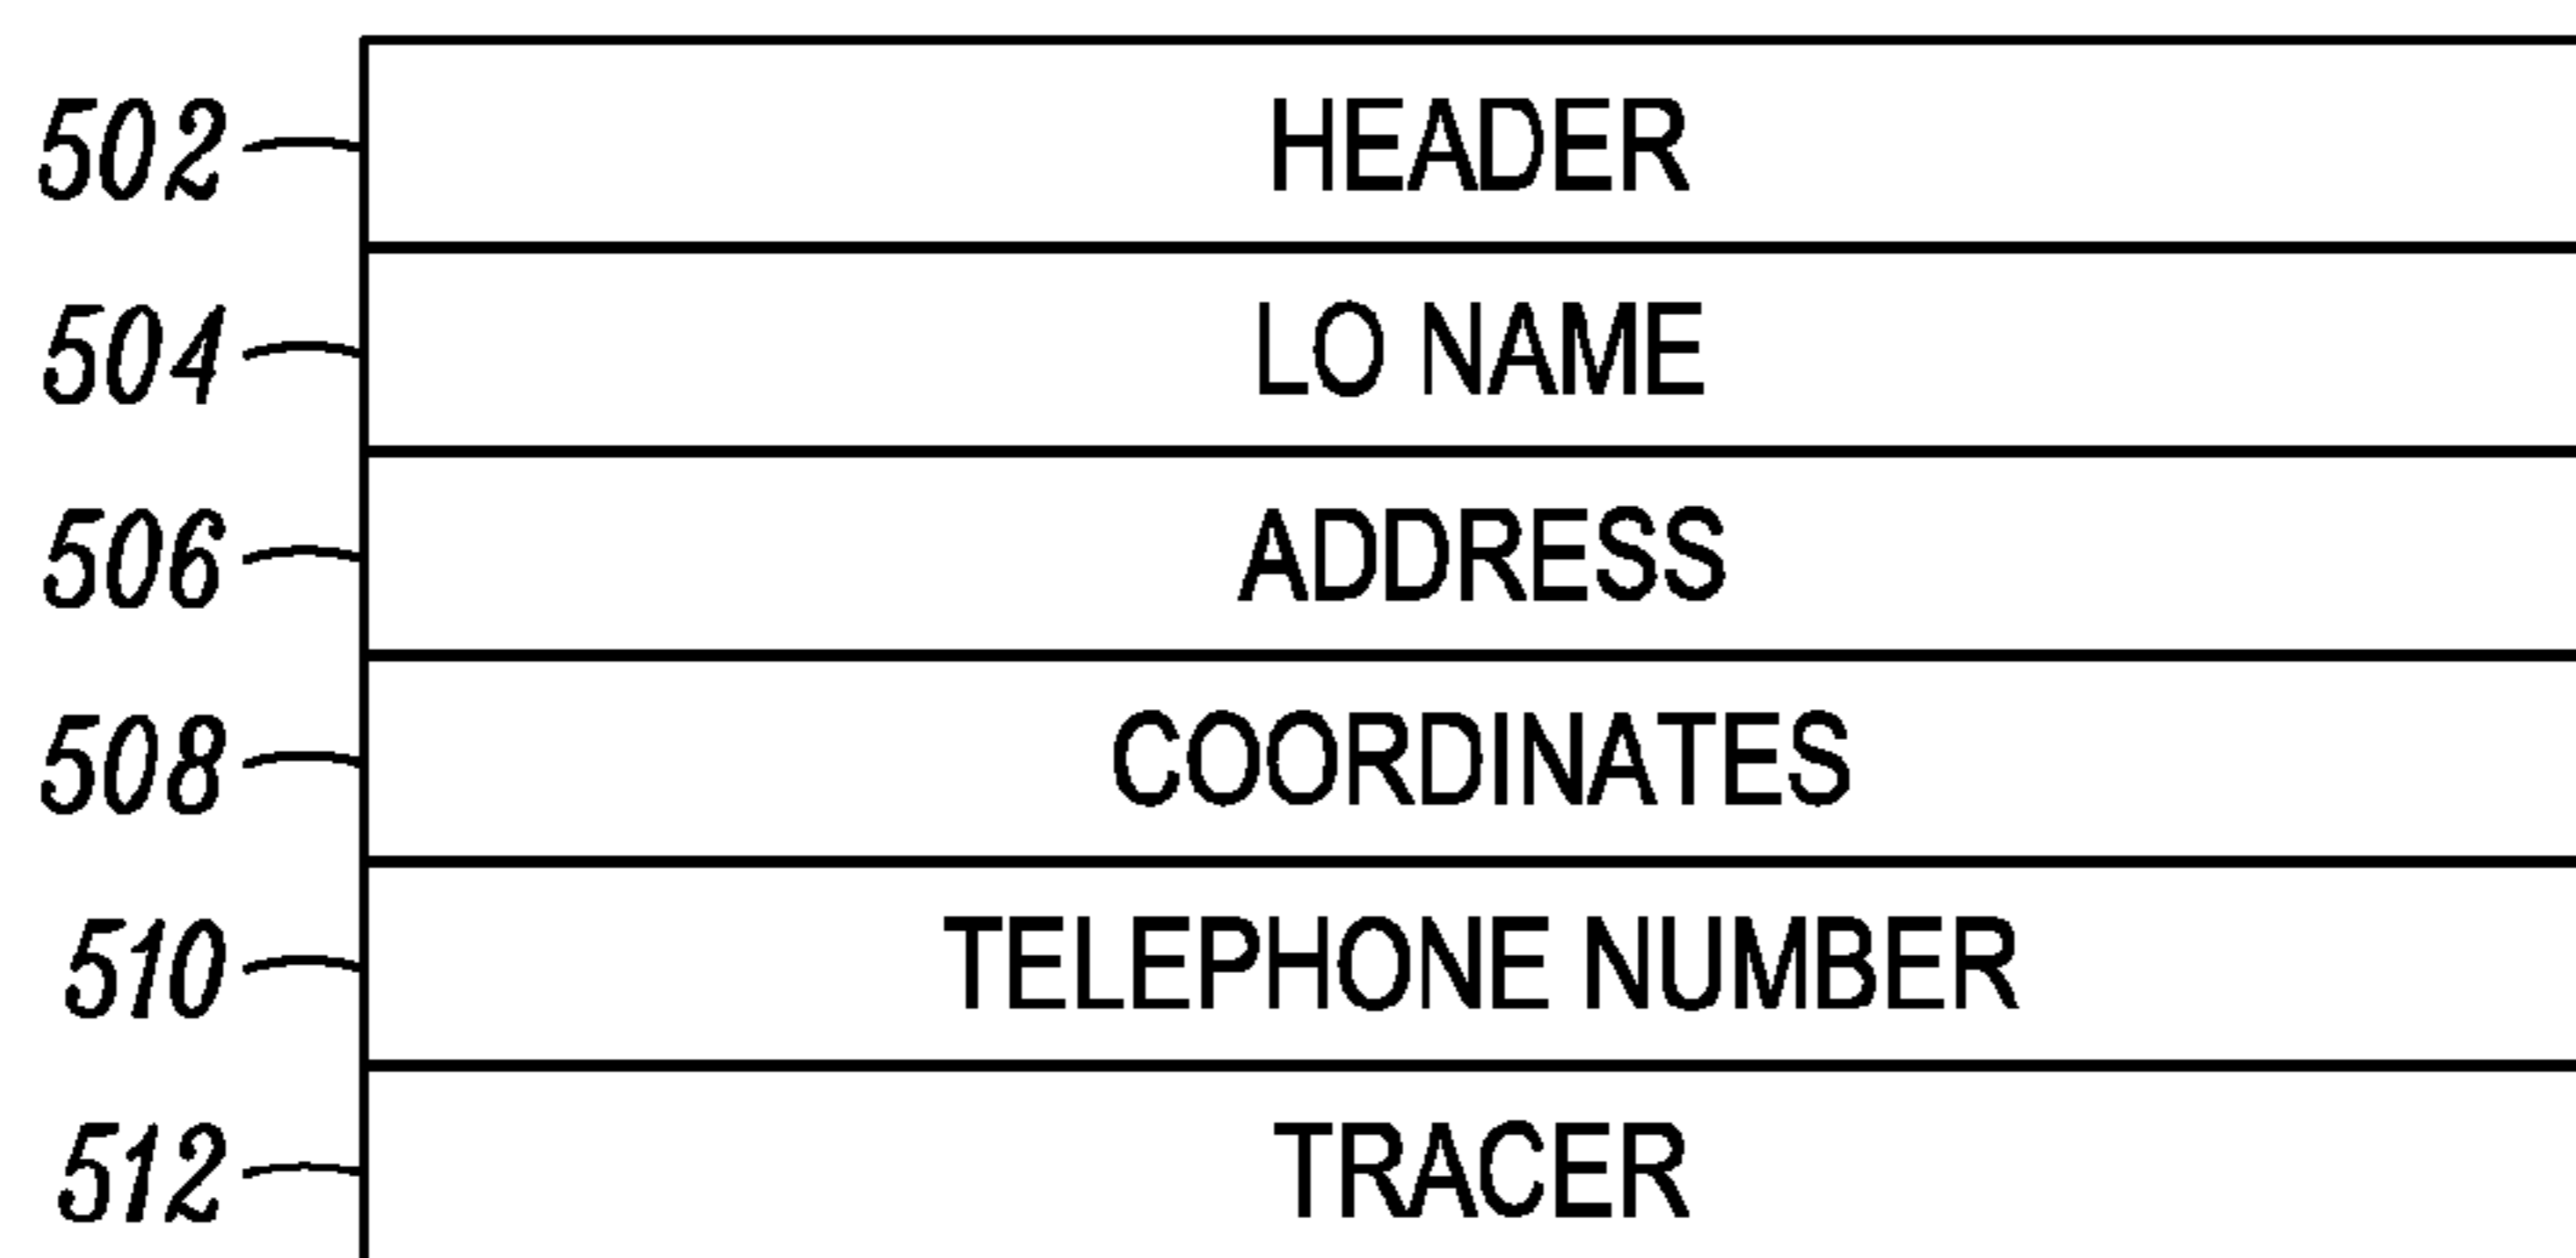 502 HEADER
504 LO NAME
506 ADDRESS
508 COORDINATES
510 TELEPHONE NUMBER
512 TRACER